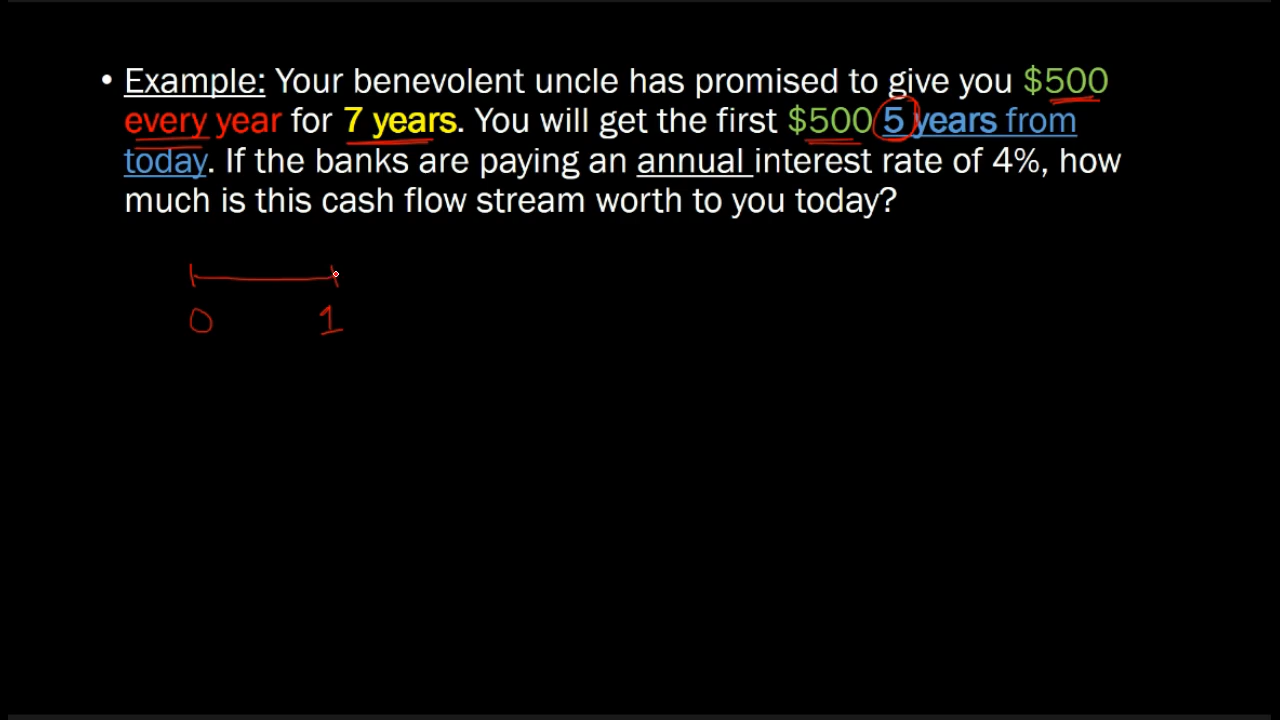 • Example: Your benevolent uncle has promised to give you $500
every year for 7 years. You will get the first $500 5 years from
today. If the banks are paying an annual interest rate of 4%, how
much is this cash flow stream worth to you today?
0 1